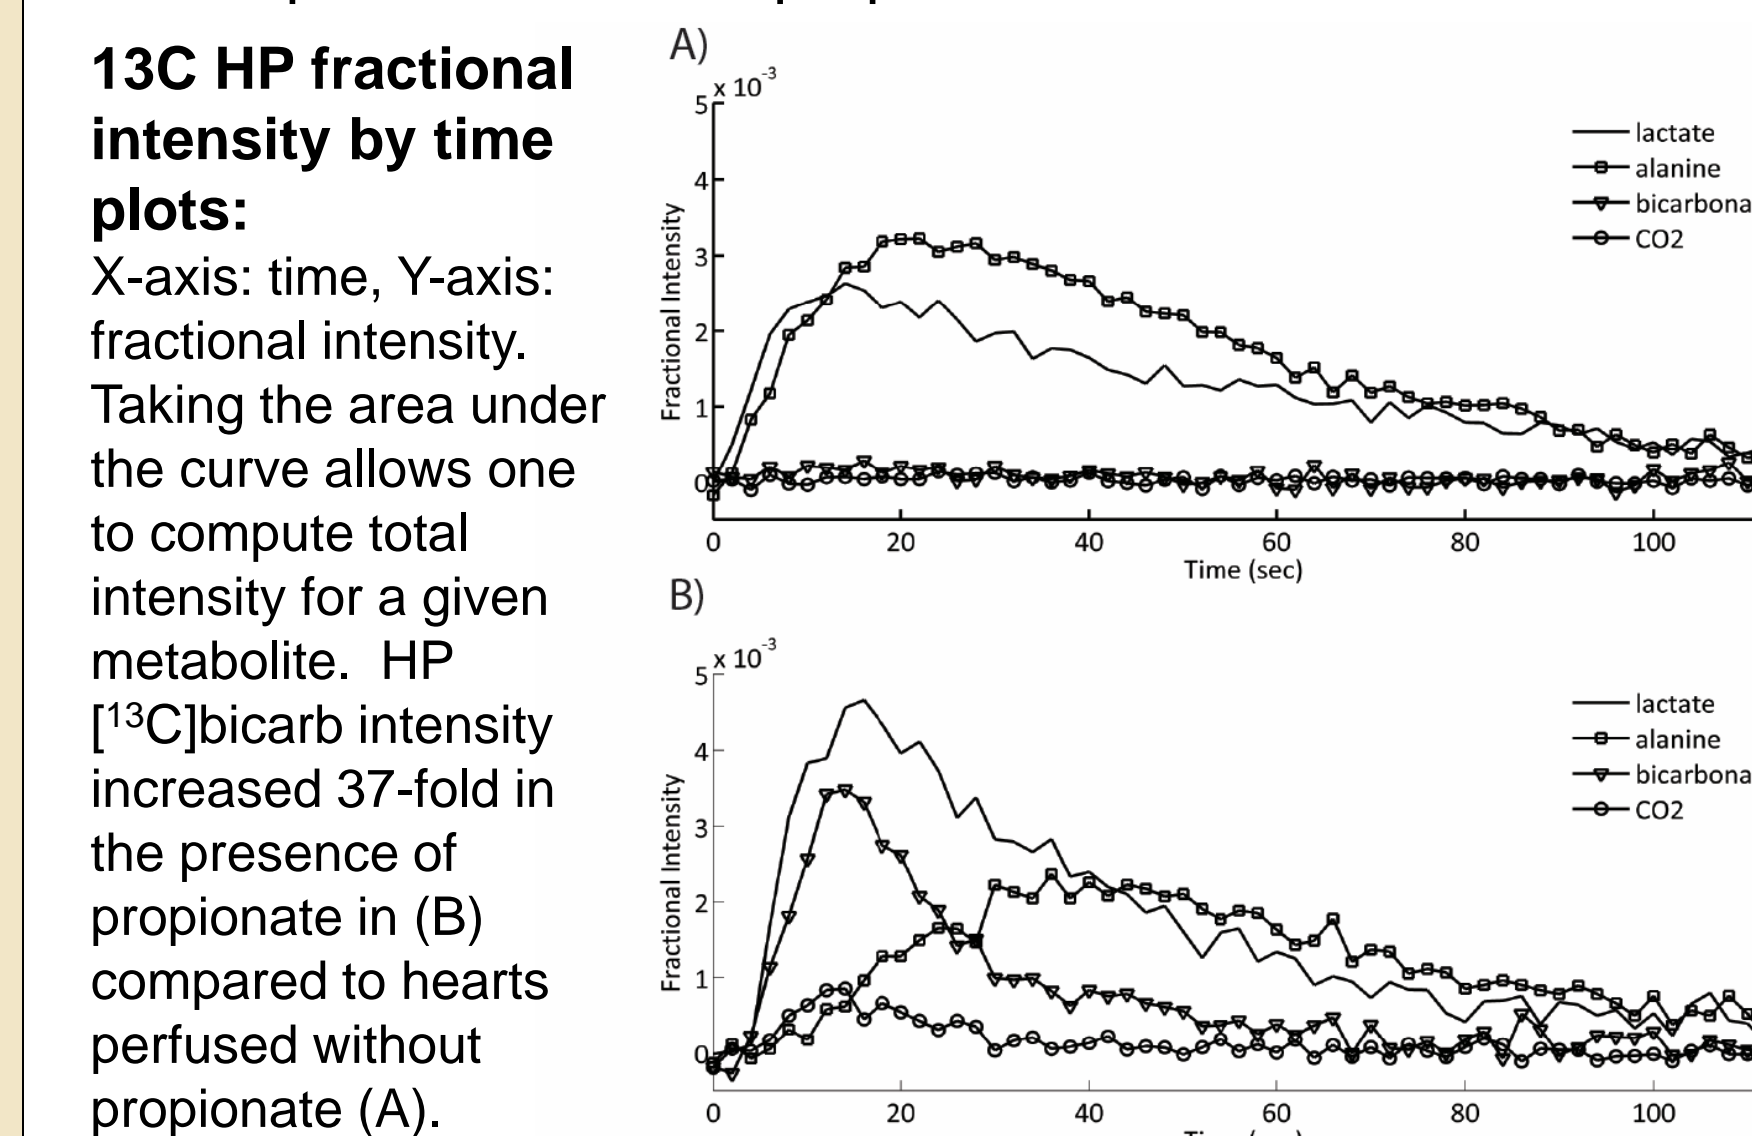 13C HP fractional
intensity by time
plots:
X-axis: time, Y-axis:
fractional intensity.
Taking the area under
the curve allows one
to compute total
intensity for a given
metabolite.  HP
[¹³C]bicarb intensity
increased 37-fold in
the presence of
propionate in (B)
compared to hearts
perfused without
propionate (A).
A)
x 10⁻³
5
4
3
2
1
0
Fractional Intensity
lactate
alanine
bicarbona
CO2
0 20 40 60 80 100
Time (sec)
B)
x 10⁻³
5
4
3
2
1
0
Fractional Intensity
lactate
alanine
bicarbona
CO2
0 20 40 60 80 100